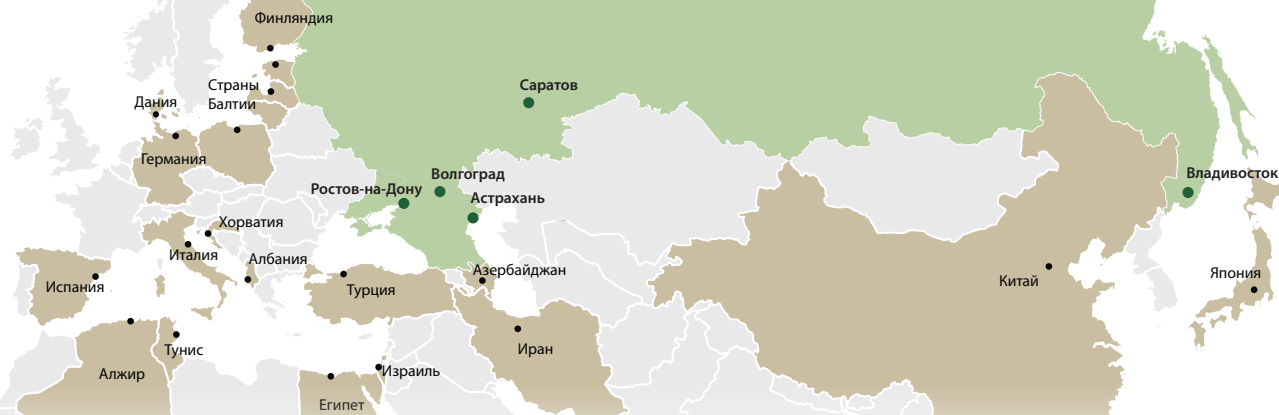 Финляндия
Саратов
Страны
Балтии
Дания
Германия
Волгоград
Владивосток
Ростов-на-Дону
Астрахань
Хорватия
Италия
Албания
Азербайджан
Япония
Испания
Турция
Китай
Тунис
Иран
Алжир
Израиль
Египет